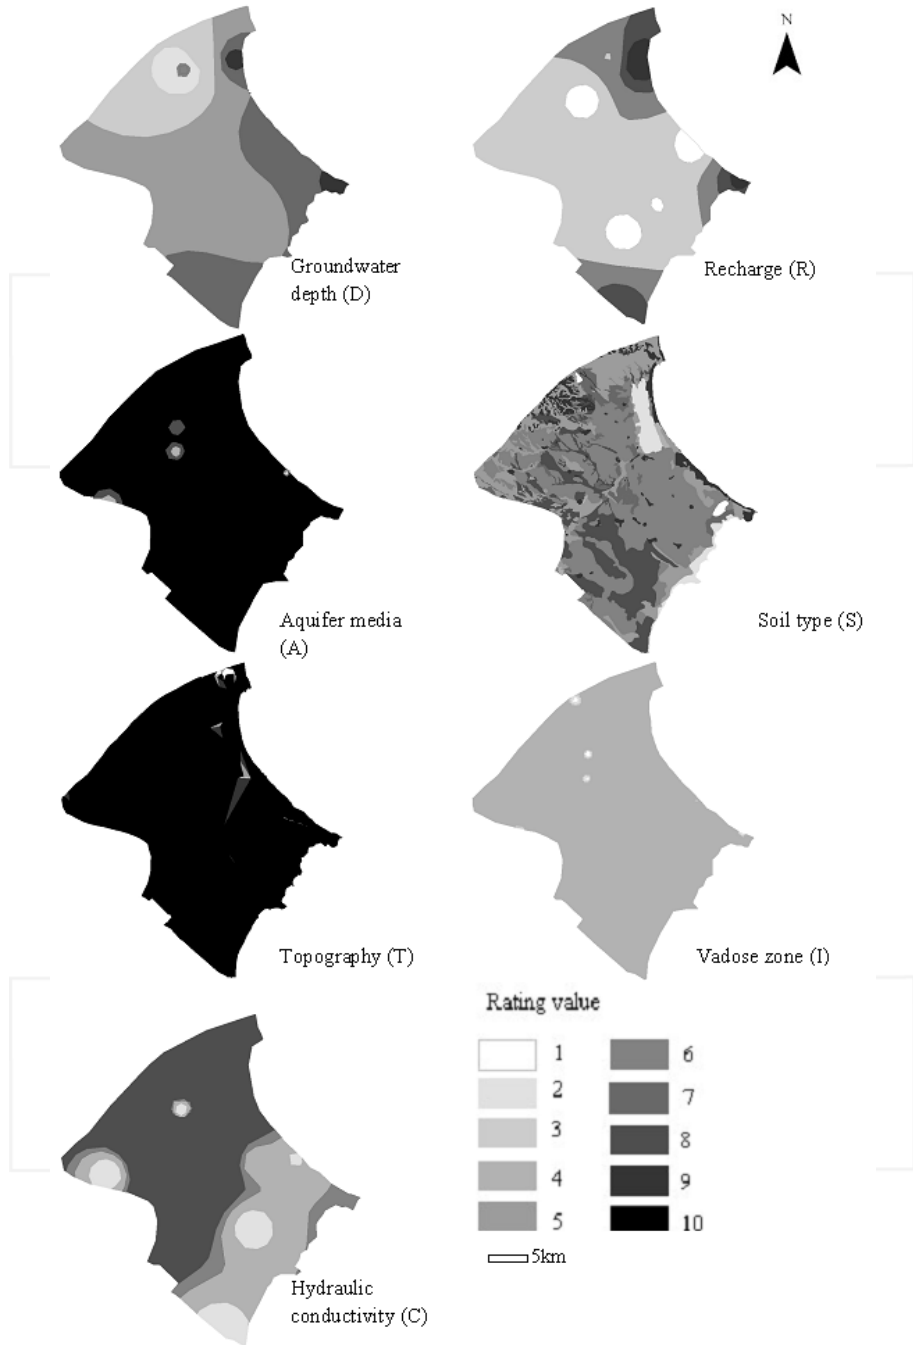 N
Groundwater
depth (D)
Recharge (R)
Aquifer media
(A)
Soil type (S)
Topography (T)
Vadose zone (I)
Rating value
1
2
3
4
5
6
7
8
9
10
5km
Hydraulic
conductivity (C)